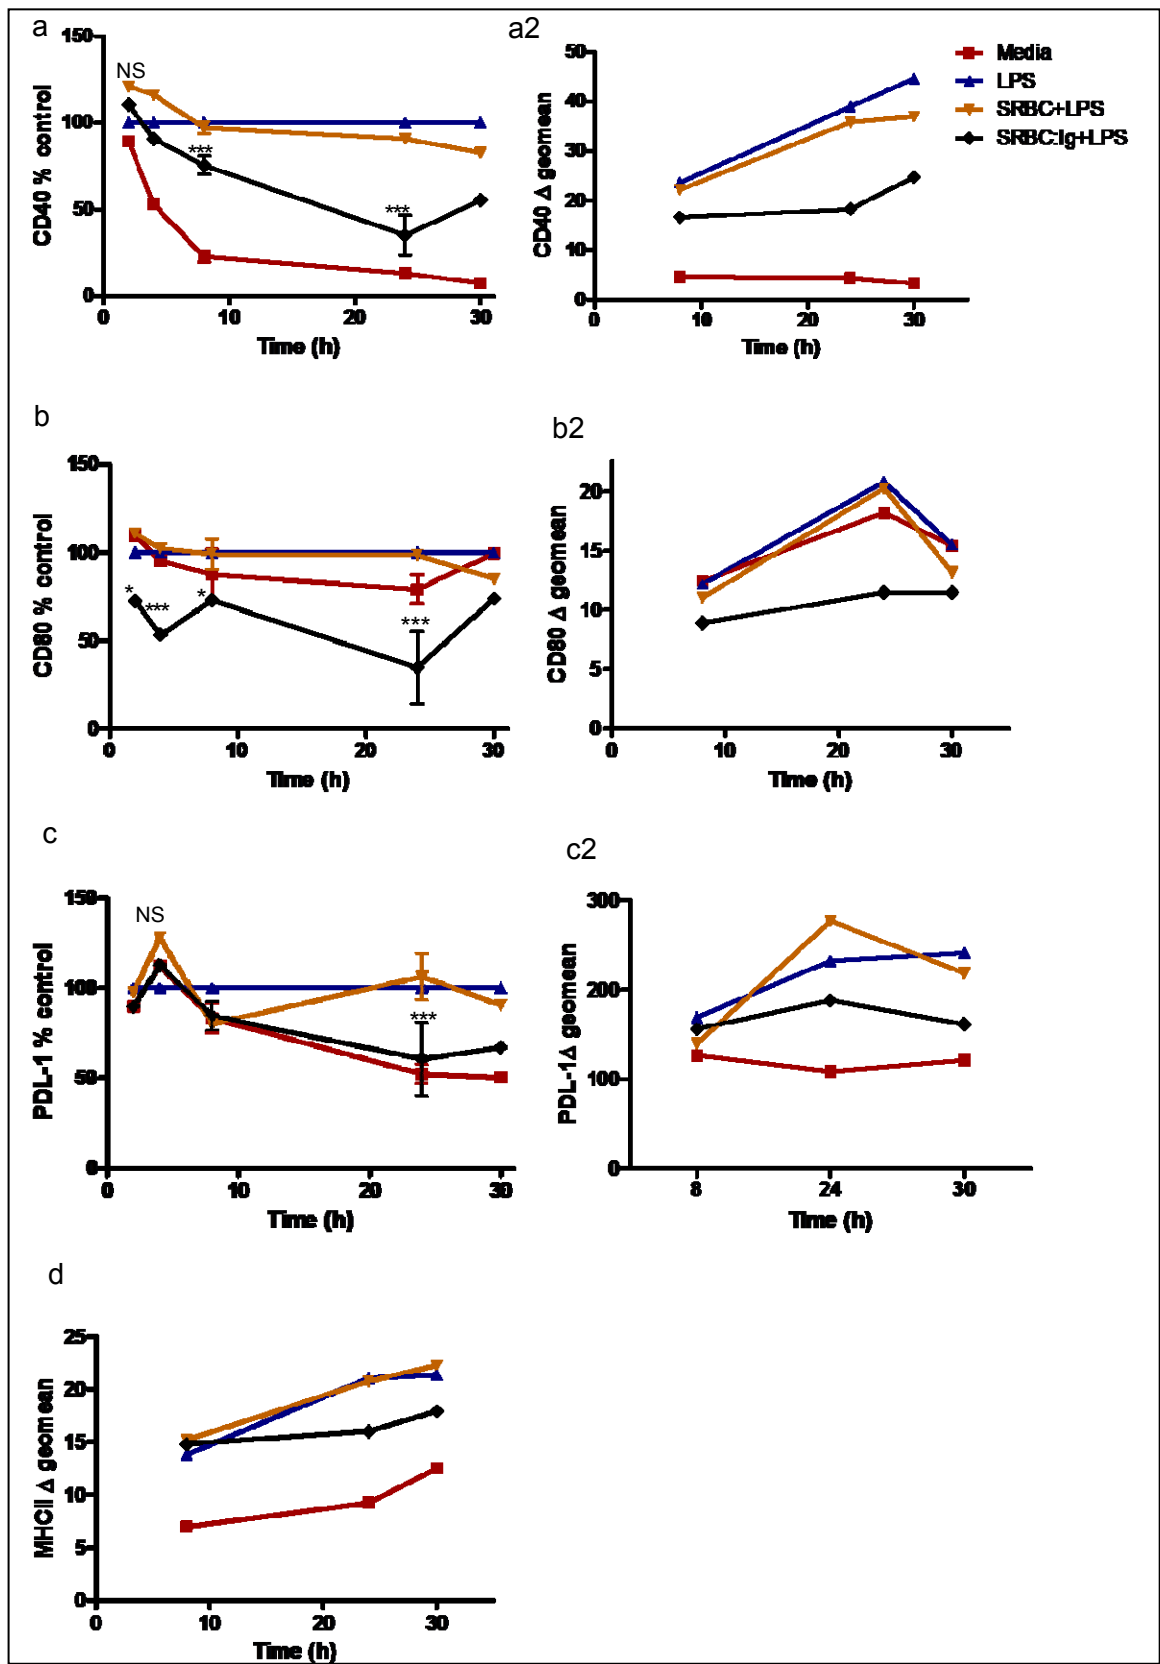 a
CD40 % control
150
100
50
0
NS
***
***
0 10 20 30
Time (h)
a2
CD40 Δ geomean
50
40
30
20
10
0
0 10 20 30
Time (h)
Media
LPS
SRBC+LPS
SRBC:Ig+LPS
b
CD80 % control
150
100
50
0
* *** * ***
0 10 20 30
Time (h)
b2
CD80 Δ geomean
20
15
10
5
0
0 10 20 30
Time (h)
c
PDL-1 % control
150
100
50
0
NS
***
0 10 20 30
Time (h)
c2
PDL-1Δ geomean
300
200
100
0
8 24 30
Time (h)
d
MHCII Δ geomean
25
20
15
10
5
0
0 10 20 30
Time (h)